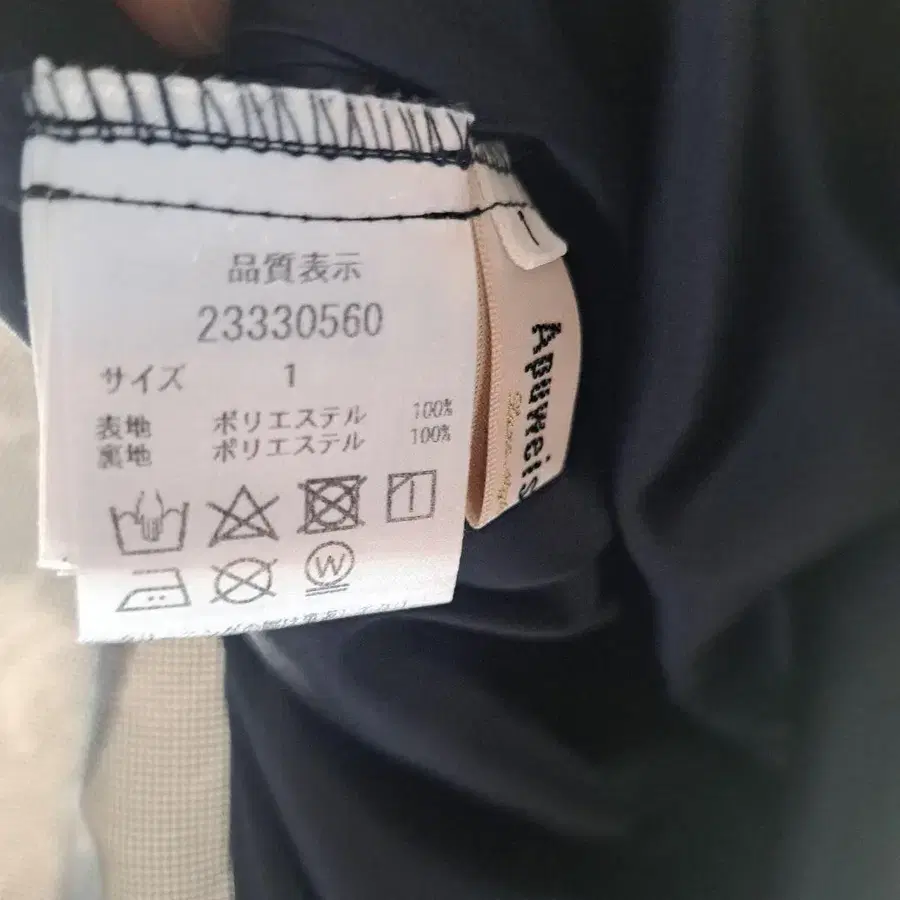 品質表示
23330560
サイズ 1
表地 ポリエステル 100%
裏地 ポリエステル 100%
W
1
Apuweis